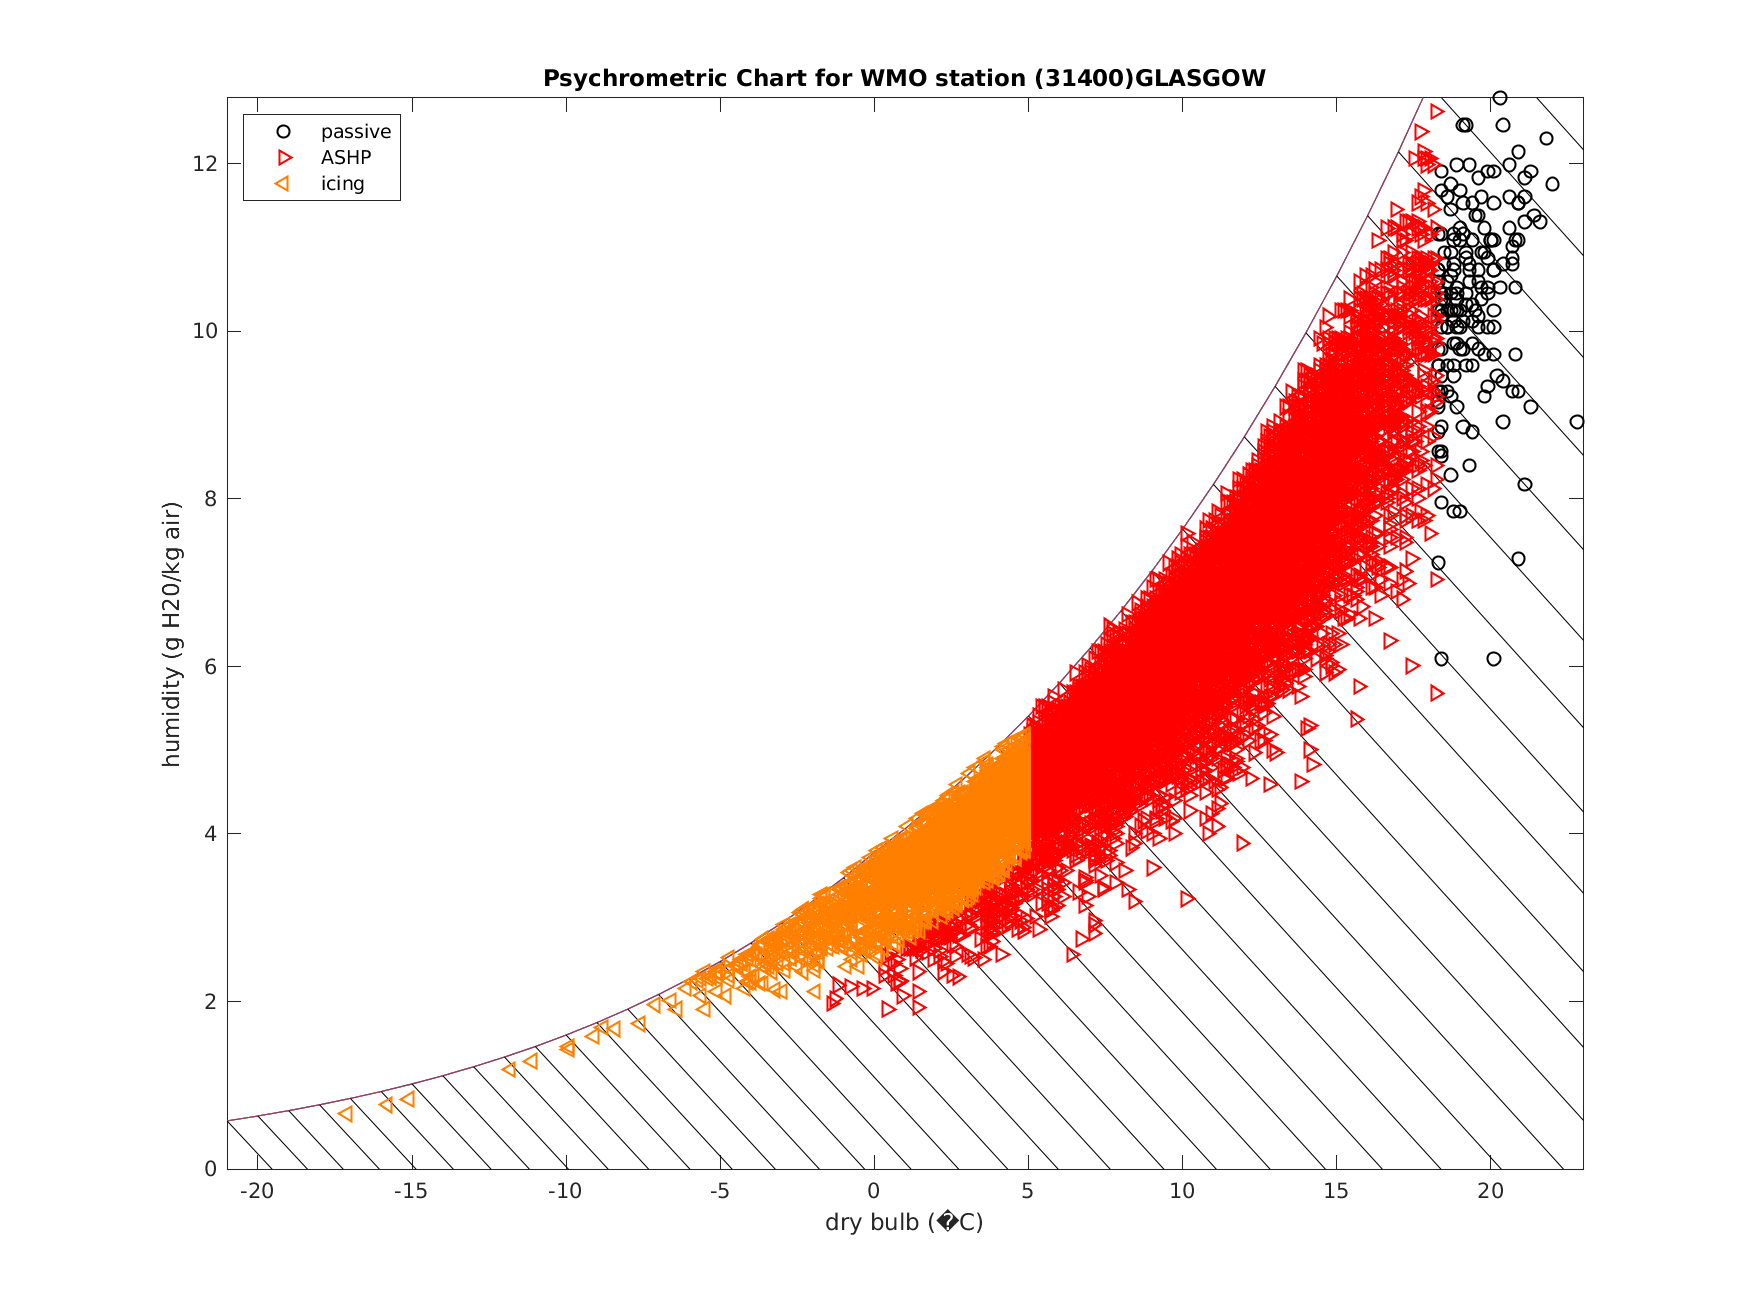 Psychrometric Chart for WMO station (31400)GLASGOW
passive
ASHP
icing
12
10
8
6
4
2
0
humidity (g H20/kg air)
-20 -15 -10 -5 0 5 10 15 20
dry bulb (�C)